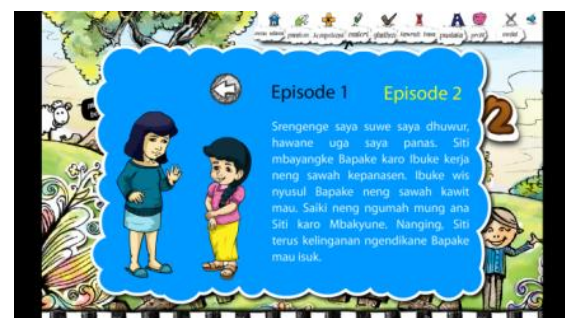 Episode 1 Episode 2
Srengenge saya suwe saya dhuwur,
hawane uga saya panas. Siti
mbayangke Bapake karo Ibuke kerja
neng sawah kepanasen. Ibuke wis
nyusul Bapake neng sawah kawit
mau. Saiki neng ngumah mung ana
Siti karo Mbakyune. Nanging, Siti
terus kelinganan ngendikane Bapake
mau isuk.